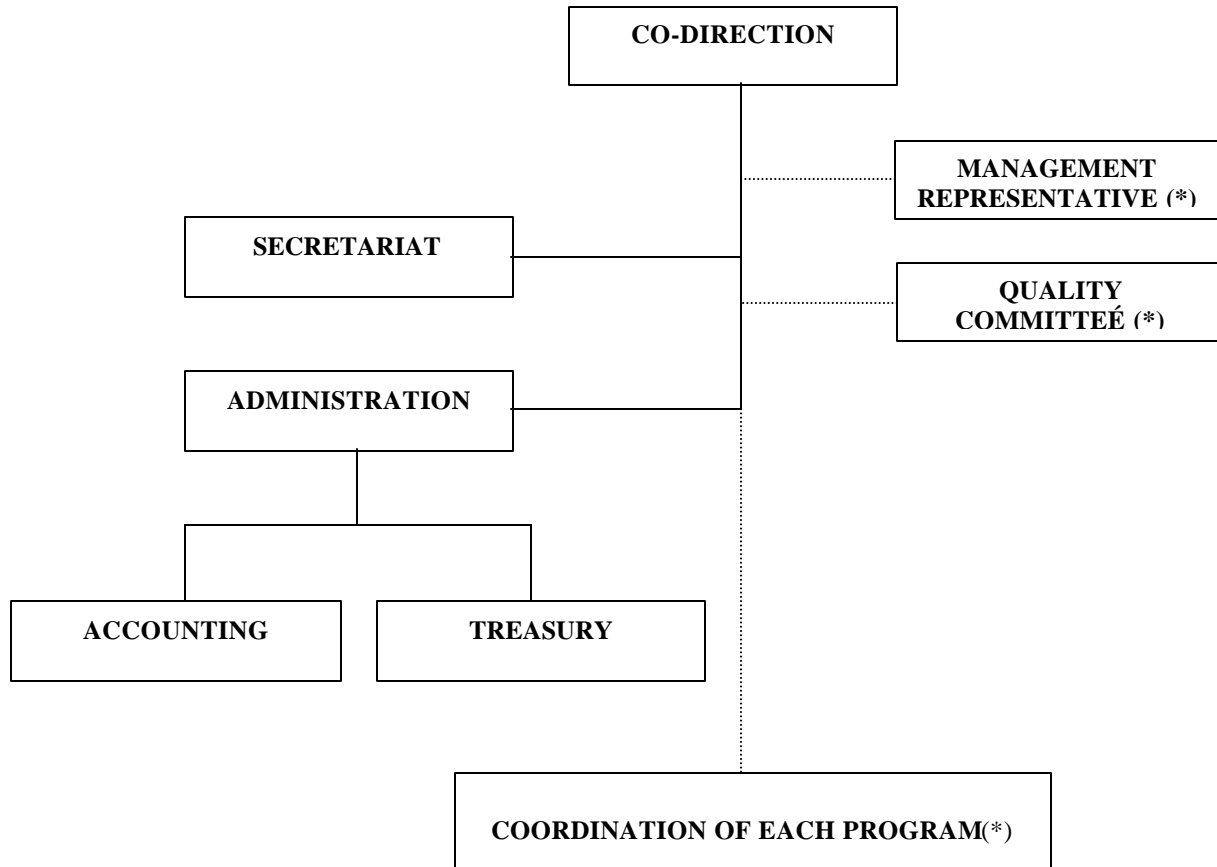 CO-DIRECTION
MANAGEMENT
REPRESENTATIVE (*)
SECRETARIAT
QUALITY
COMMITTEÉ (*)
ADMINISTRATION
ACCOUNTING
TREASURY
COORDINATION OF EACH PROGRAM(*)